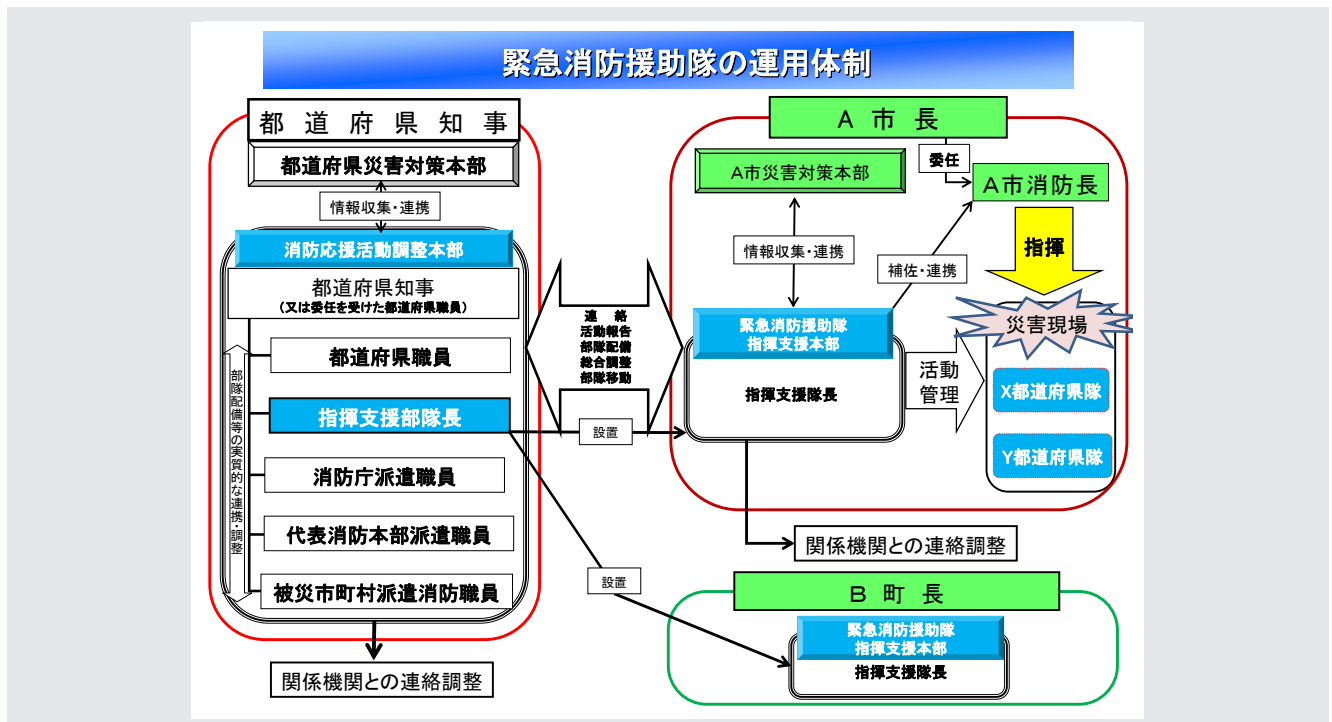 緊急消防援助隊の運用体制
都道府県知事
都道府県災害対策本部
情報収集・連携
消防応援活動調整本部
都道府県知事
(又は委任を受けた都道府県職員)
都道府県職員
指揮支援部隊長
消防庁派遣職員
代表消防本部派遣職員
被災市町村派遣消防職員
部隊配備等の実質的な連携・調整
関係機関との連絡調整
連絡
活動報告
部隊配備
総合調整
部隊移動
設置
設置
A市長
委任
A市災害対策本部
A市消防長
情報収集・連携
補佐・連携
指揮
緊急消防援助隊
指揮支援本部
指揮支援隊長
活動
管理
災害現場
X都道府県隊
Y都道府県隊
関係機関との連絡調整
B町長
緊急消防援助隊
指揮支援本部
指揮支援隊長